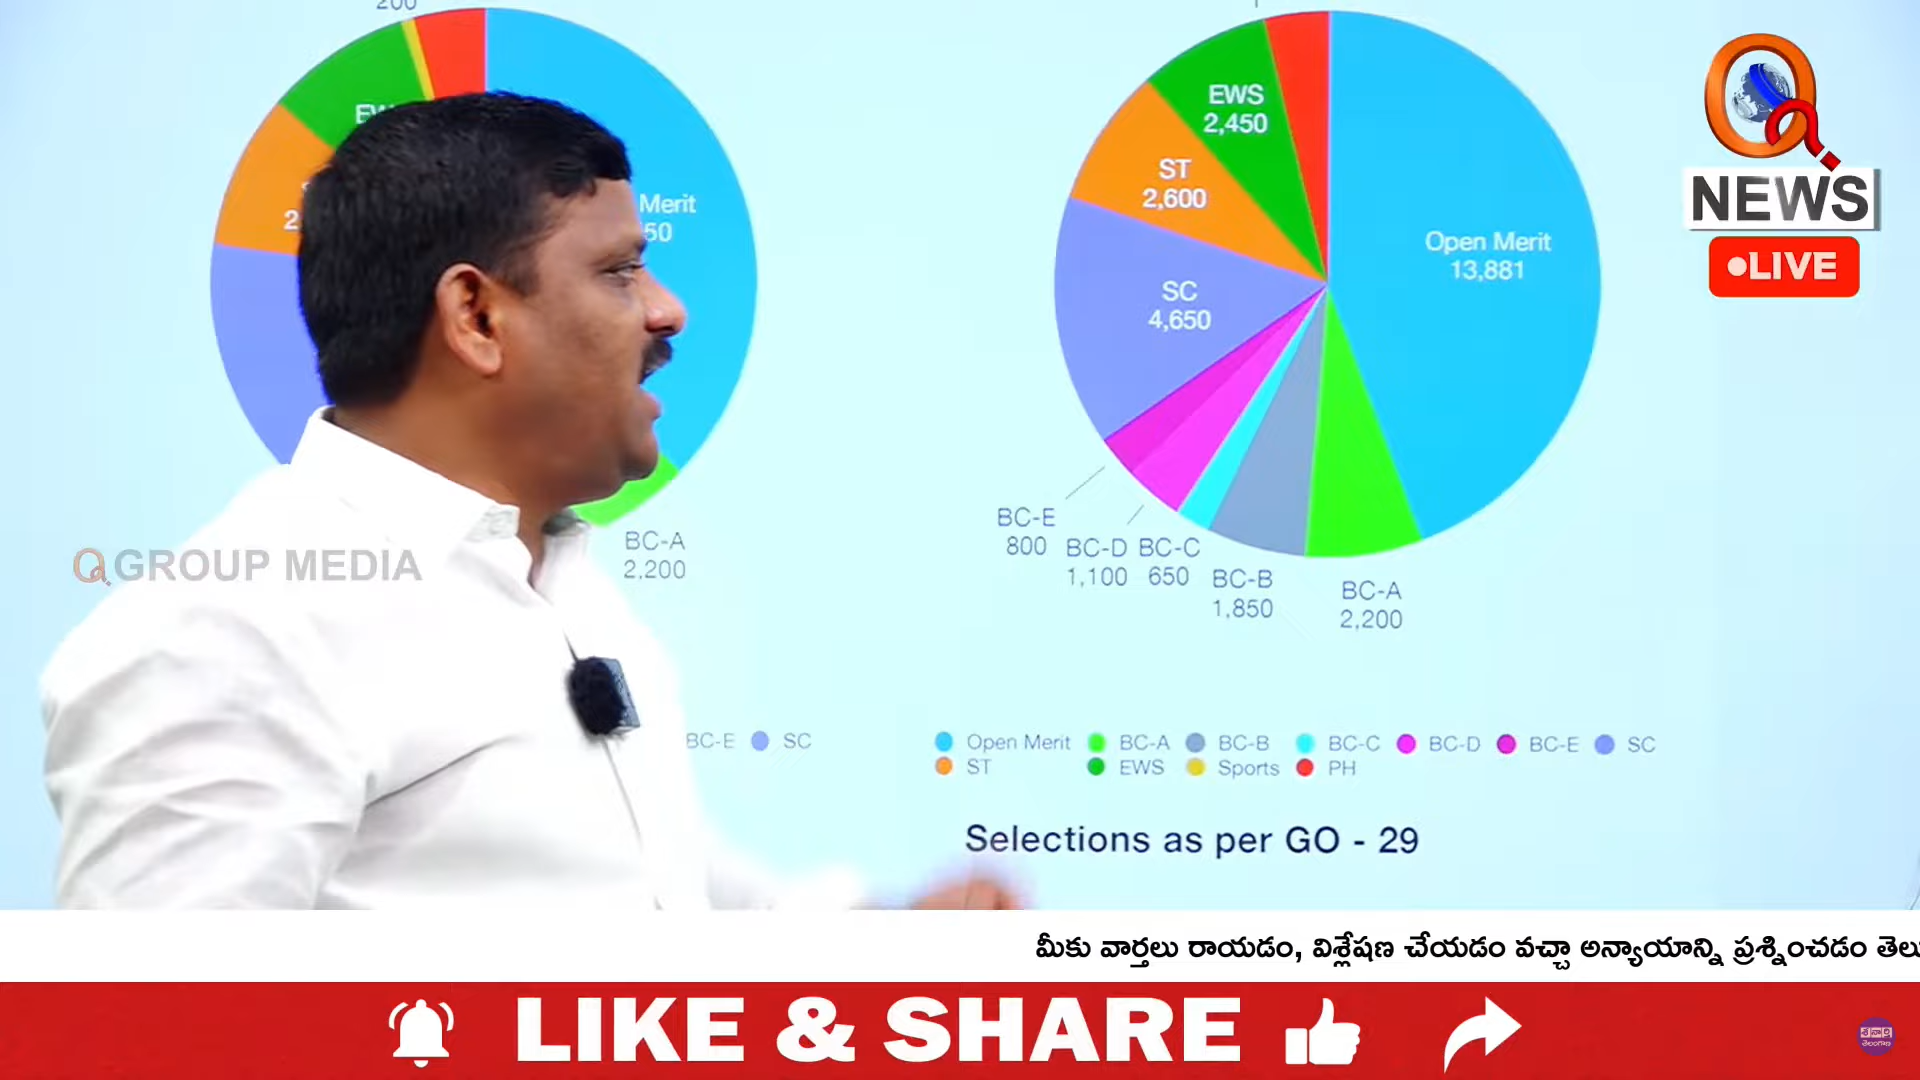 200
EWS
2,450
ST
2,600
SC
4,650
Open Merit
13,881
Merit
50
2
BC-A
2,200
BC-E
800
BC-D
1,100
BC-C
650
BC-B
1,850
BC-A
2,200
BC-E SC
Open Merit BC-A BC-B BC-C BC-D BC-E SC
ST EWS Sports PH
Selections as per GO - 29
Q GROUP MEDIA
Q
NEWS
LIVE
మీకు వార్తలు రాయడం, విశ్లేషణ చేయడం వచ్చా అన్యాయాన్ని ప్రశ్నించడం
LIKE & SHARE